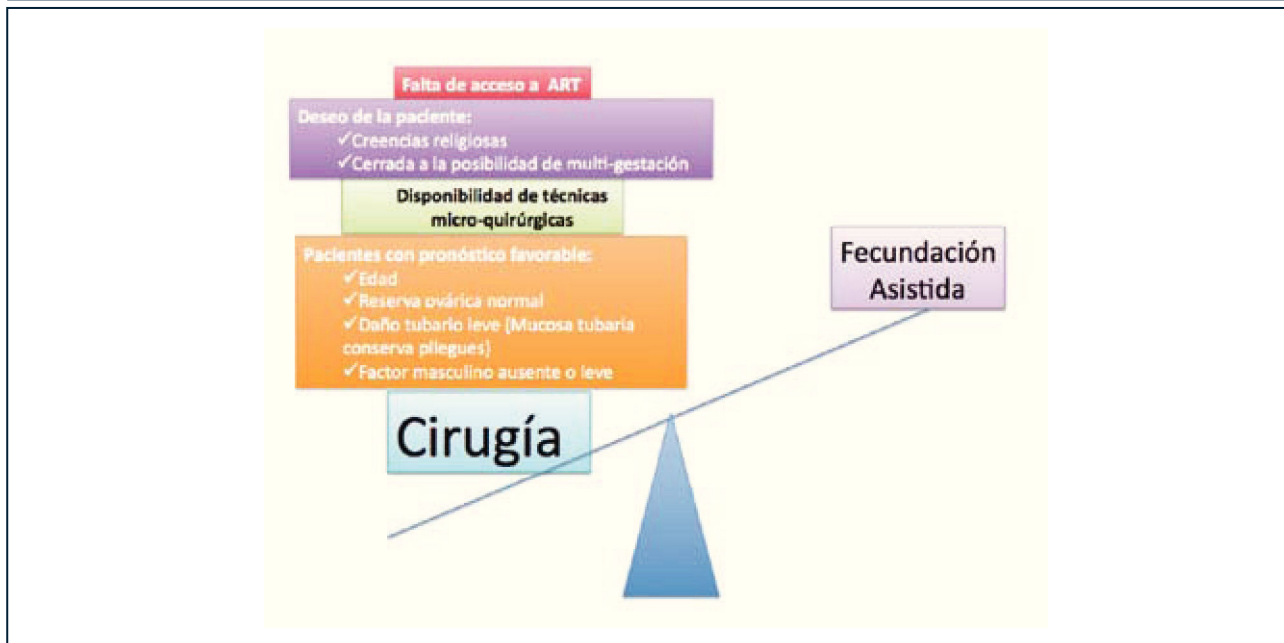 Falta de acceso a ART
Deseo de la paciente:
✓Creencias religiosas
✓Cerrada a la posibilidad de multi-gestación
Disponibilidad de técnicas
micro-quirúrgicas
Pacientes con pronóstico favorable:
✓Edad
✓Reserva ovárica normal
✓Daño tubario leve (Mucosa tubaria
conserva pliegues)
✓Factor masculino ausente o leve
Cirugía
Fecundación
Asistida